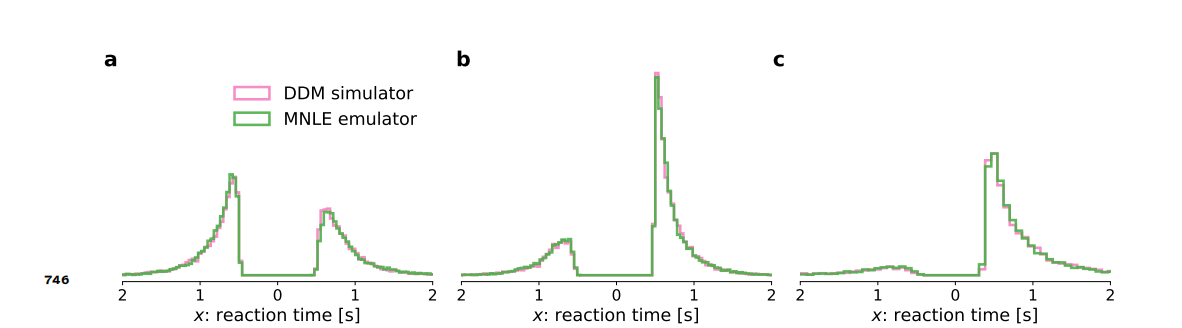 a b c
DDM simulator
MNLE emulator
746
2 1 0 1 2 2 1 0 1 2 2 1 0 1 2
x: reaction time [s] x: reaction time [s] x: reaction time [s]